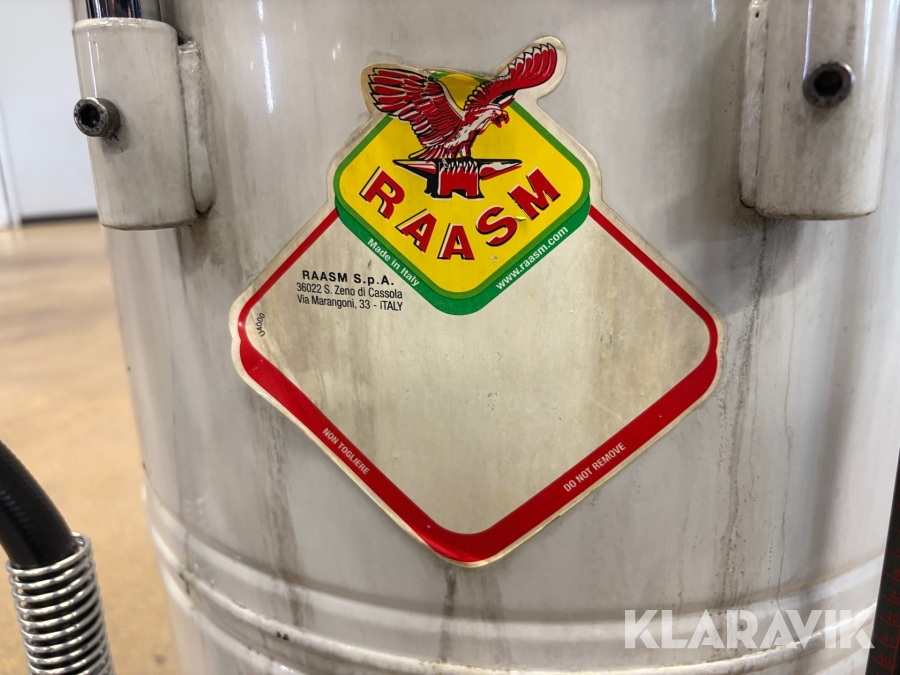 RAASM
Made in Italy
www.raasm.com
RAASM S.p.A.
36022 S. Zeno di Cassola
Via Marangoni, 33 - ITALY
U4000
NON TOGLIERE
DO NOT REMOVE
KLARAVIK